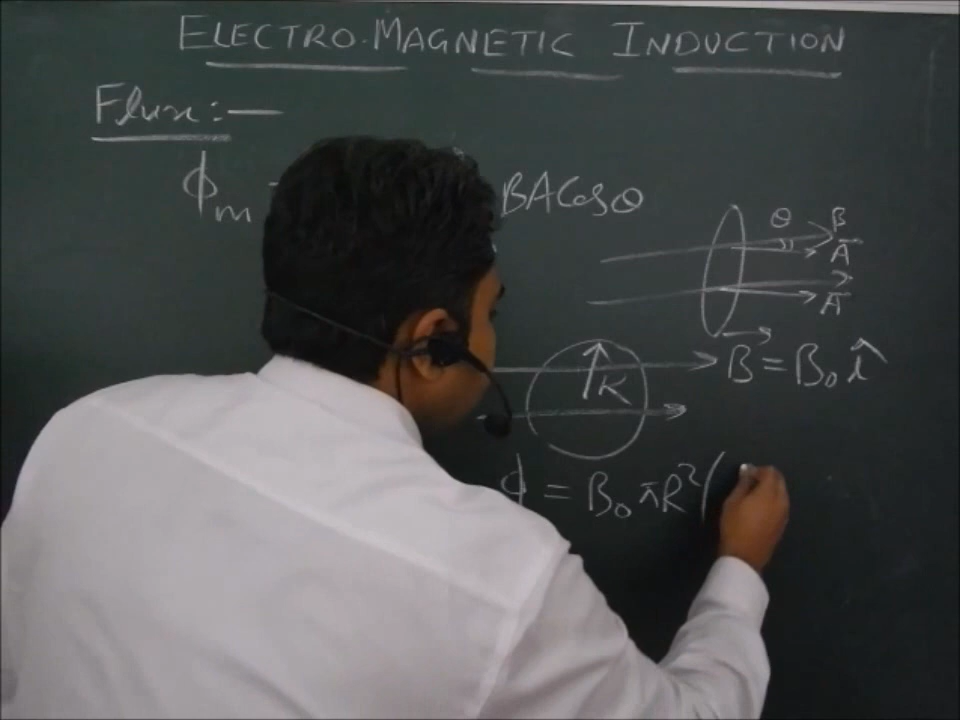 ELECTRO-MAGNETIC INDUCTION
Flux:—
ϕm BACosθ
θ B
A
A
B = B₀ î
R
ϕ = B₀ πR² (